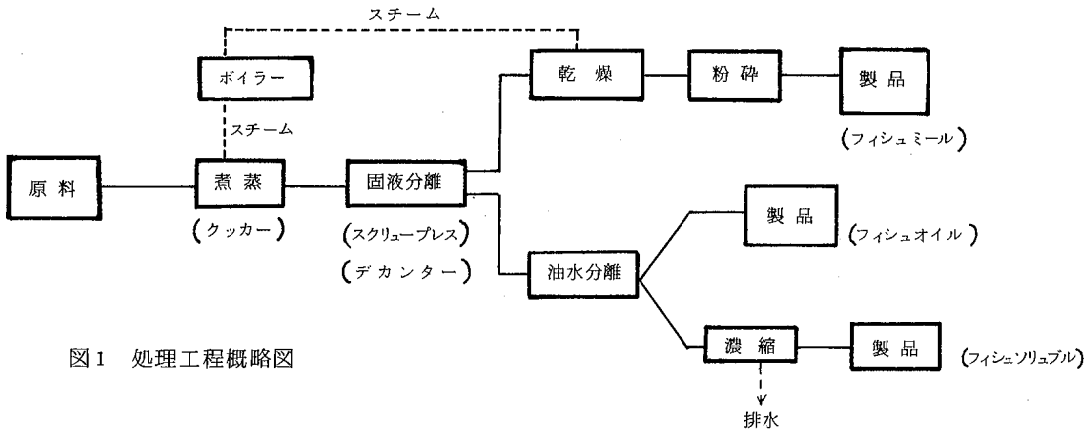 スチーム
ボイラー
乾燥
粉砕
製品
スチーム
(フィシュミール)
原料
煮蒸
固液分離
製品
(クッカー)
(スクリュープレス)
(フィシュオイル)
(デカンター)
油水分離
図1 処理工程概略図
濃縮
製品
(フィシュソリュブル)
排水